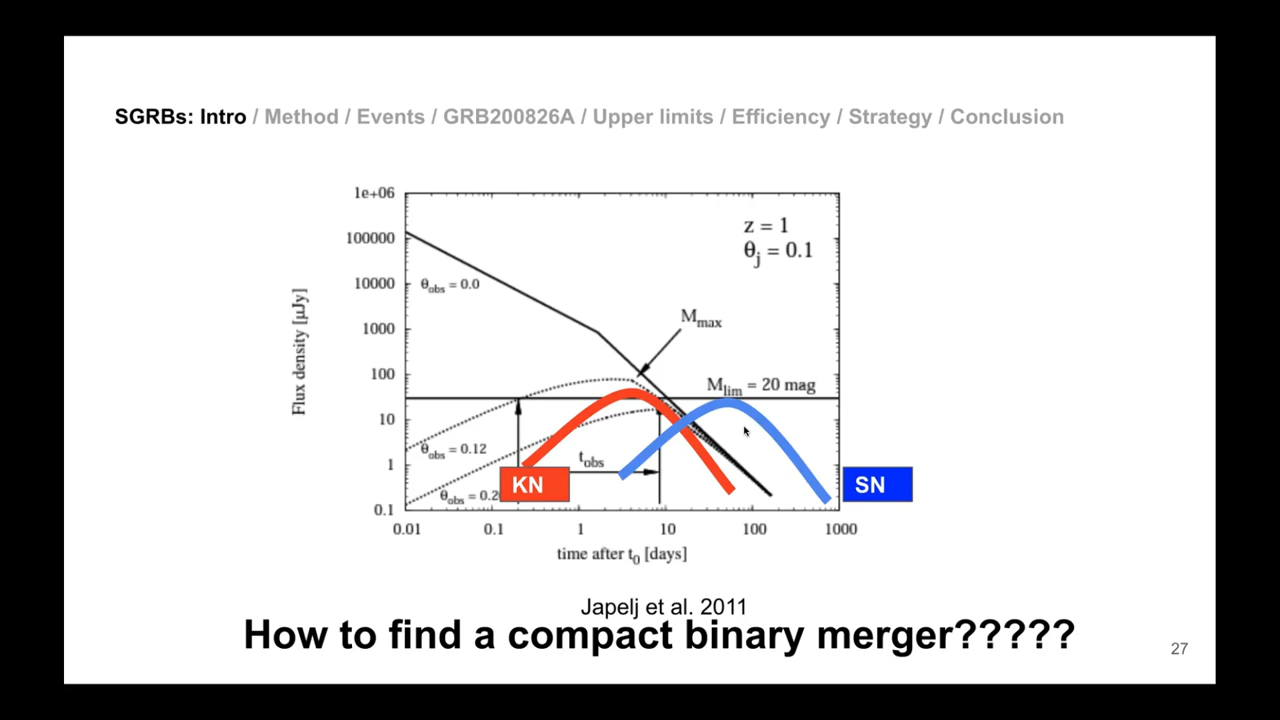 SGRBs: Intro / Method / Events / GRB200826A / Upper limits / Efficiency / Strategy / Conclusion
1e+06
100000
10000
1000
100
10
1
0.1
Flux density [μJy]
z = 1
θj = 0.1
θobs = 0.0
Mmax
Mlim = 20 mag
θobs = 0.12
tobs
θobs = 0.2
KN
SN
0.01
0.1
1
10
100
1000
time after t0 [days]
Japelj et al. 2011
How to find a compact binary merger?????
27